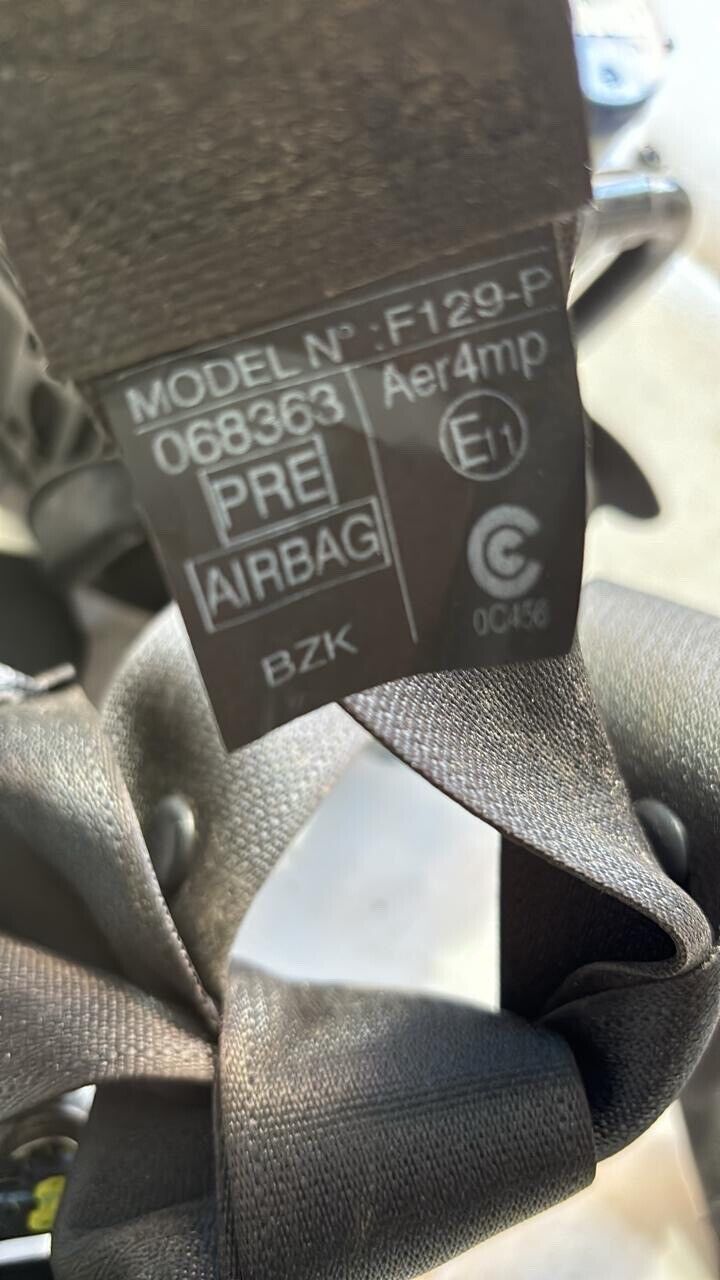 MODEL N° :F129-P
068363
PRE
AIRBAG
BZK
Aer4mp
E11
0C456